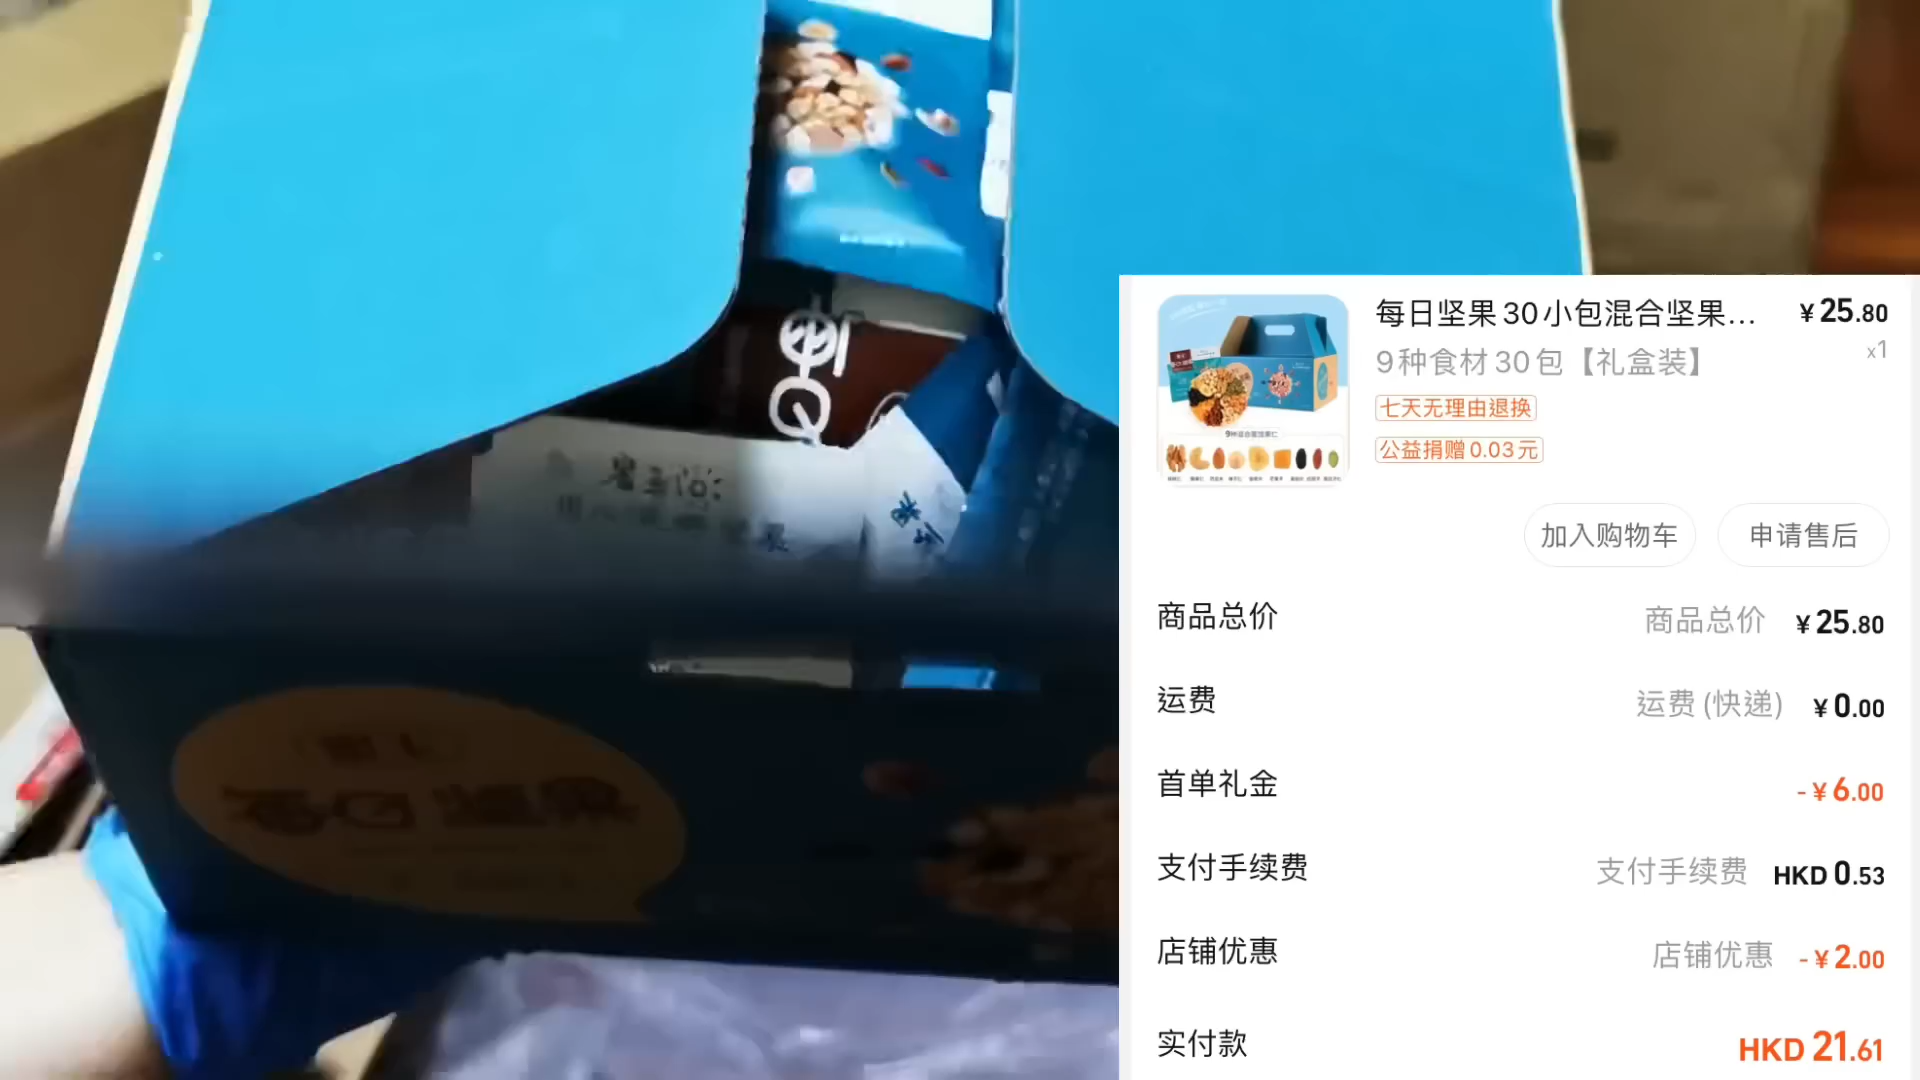 每日坚果30小包混合坚果... ¥25.80
9种食材30包【礼盒装】 x1
七天无理由退换
公益捐赠0.03元
加入购物车 申请售后
商品总价 商品总价 ¥25.80
运费 运费(快递) ¥0.00
首单礼金 -¥6.00
支付手续费 支付手续费 HKD 0.53
店铺优惠 店铺优惠 -¥2.00
实付款 HKD 21.61